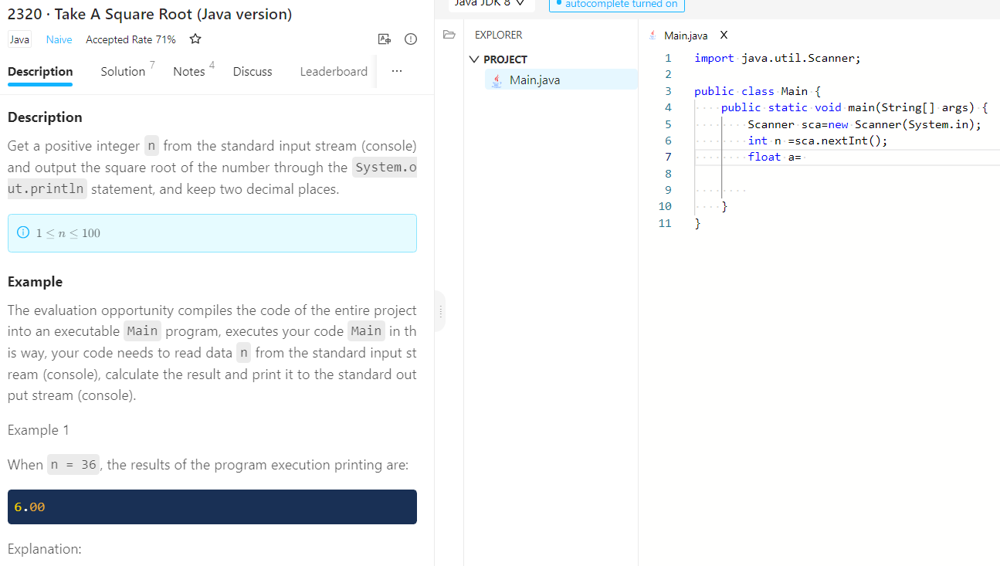 2320 · Take A Square Root (Java version)
Java Naive Accepted Rate 71%
Description Solution 7 Notes 4 Discuss Leaderboard ...
Description
Get a positive integer n from the standard input stream (console)
and output the square root of the number through the System.o
ut.println statement, and keep two decimal places.
1 ≤ n ≤ 100
Example
The evaluation opportunity compiles the code of the entire project
into an executable Main program, executes your code Main in th
is way, your code needs to read data n from the standard input st
ream (console), calculate the result and print it to the standard out
put stream (console).
Example 1
When n = 36, the results of the program execution printing are:
6.00
Explanation:
Java JDK 8
autocomplete turned on
EXPLORER
PROJECT
Main.java
Main.java X
1 import java.util.Scanner;
2
3 public class Main {
4     public static void main(String[] args) {
5         Scanner sca=new Scanner(System.in);
6         int n =sca.nextInt();
7         float a=
8
9
10     }
11 }